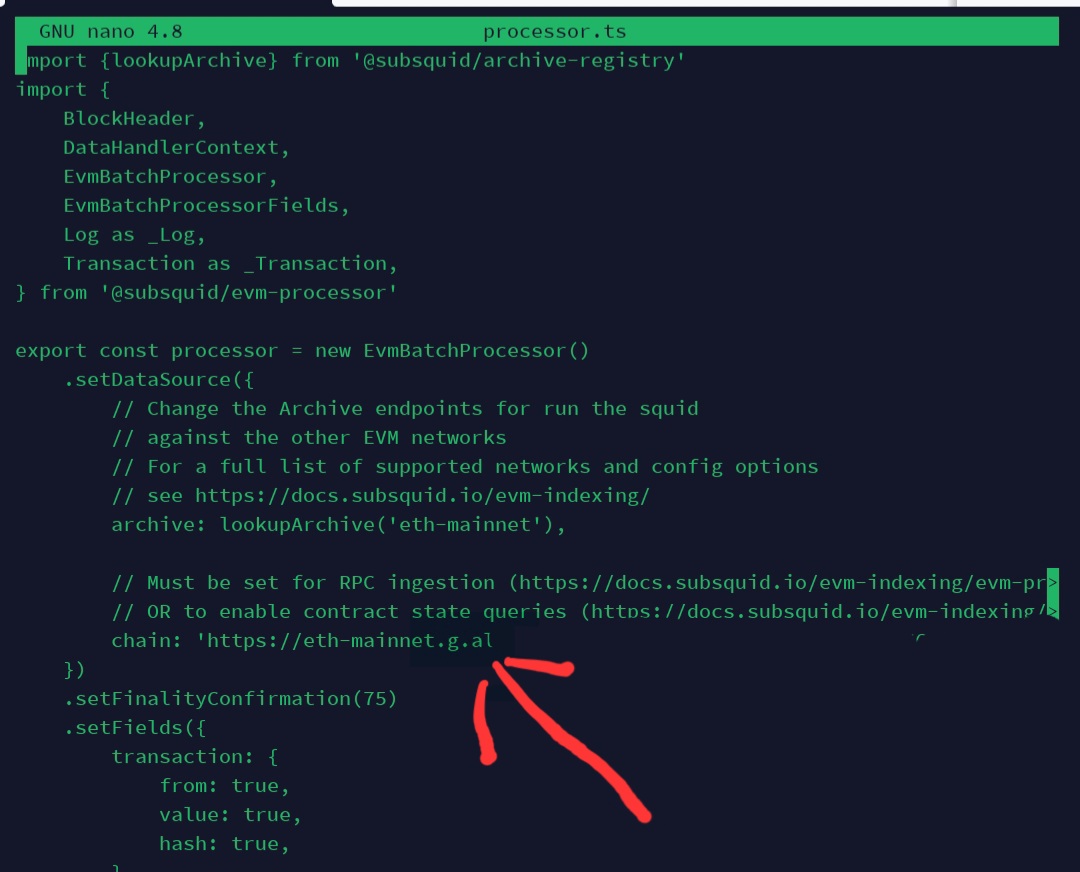 GNU nano 4.8 processor.ts
mport {lookupArchive} from '@subsquid/archive-registry'
import {
    BlockHeader,
    DataHandlerContext,
    EvmBatchProcessor,
    EvmBatchProcessorFields,
    Log as _Log,
    Transaction as _Transaction,
} from '@subsquid/evm-processor'

export const processor = new EvmBatchProcessor()
    .setDataSource({
        // Change the Archive endpoints for run the squid
        // against the other EVM networks
        // For a full list of supported networks and config options
        // see https://docs.subsquid.io/evm-indexing/
        archive: lookupArchive('eth-mainnet'),

        // Must be set for RPC ingestion (https://docs.subsquid.io/evm-indexing/evm-pr>
        // OR to enable contract state queries (https://docs.subsquid.io/evm-indexing/>
        chain: 'https://eth-mainnet.g.al
    })
    .setFinalityConfirmation(75)
    .setFields({
        transaction: {
            from: true,
            value: true,
            hash: true,